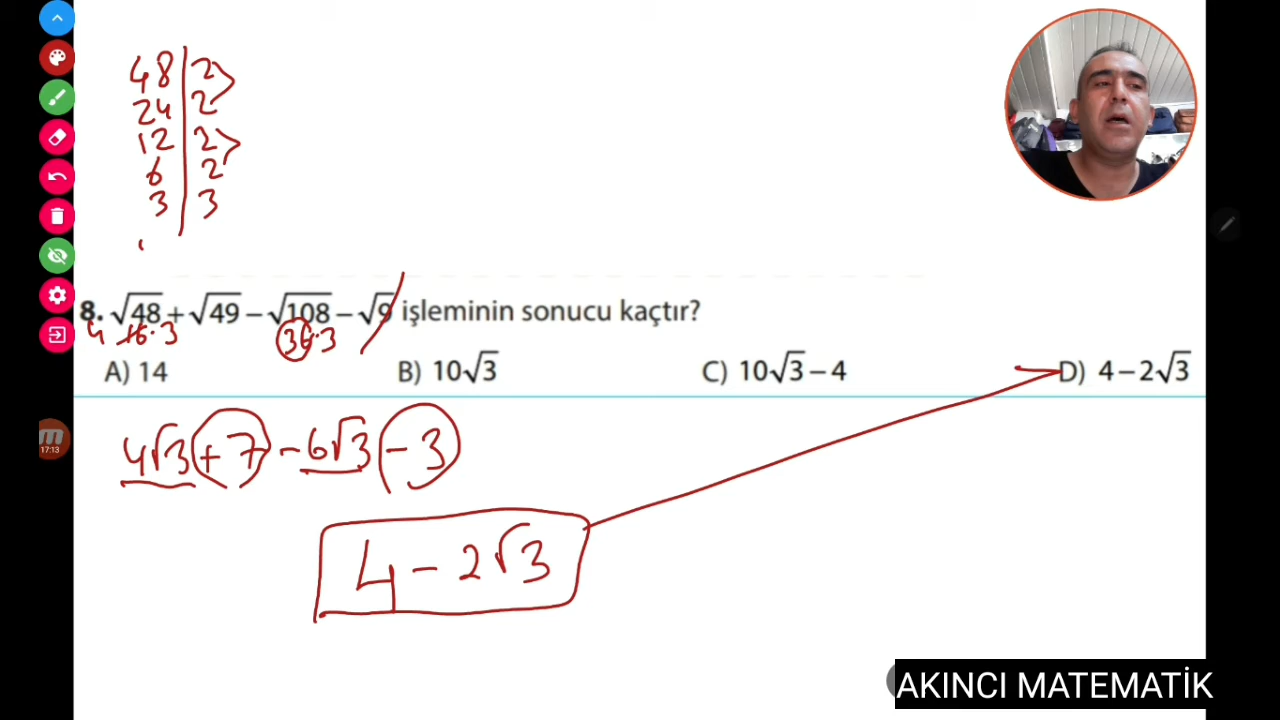 48 2
24 2
12 2
6 2
3 3
8. √48 + √49 − √108 − √9 işleminin sonucu kaçtır?
4 16·3 36·3
A) 14 B) 10√3 C) 10√3 − 4 D) 4 − 2√3
4√3 + 7 − 6√3 − 3
4 − 2√3
17:13
AKINCI MATEMATİK